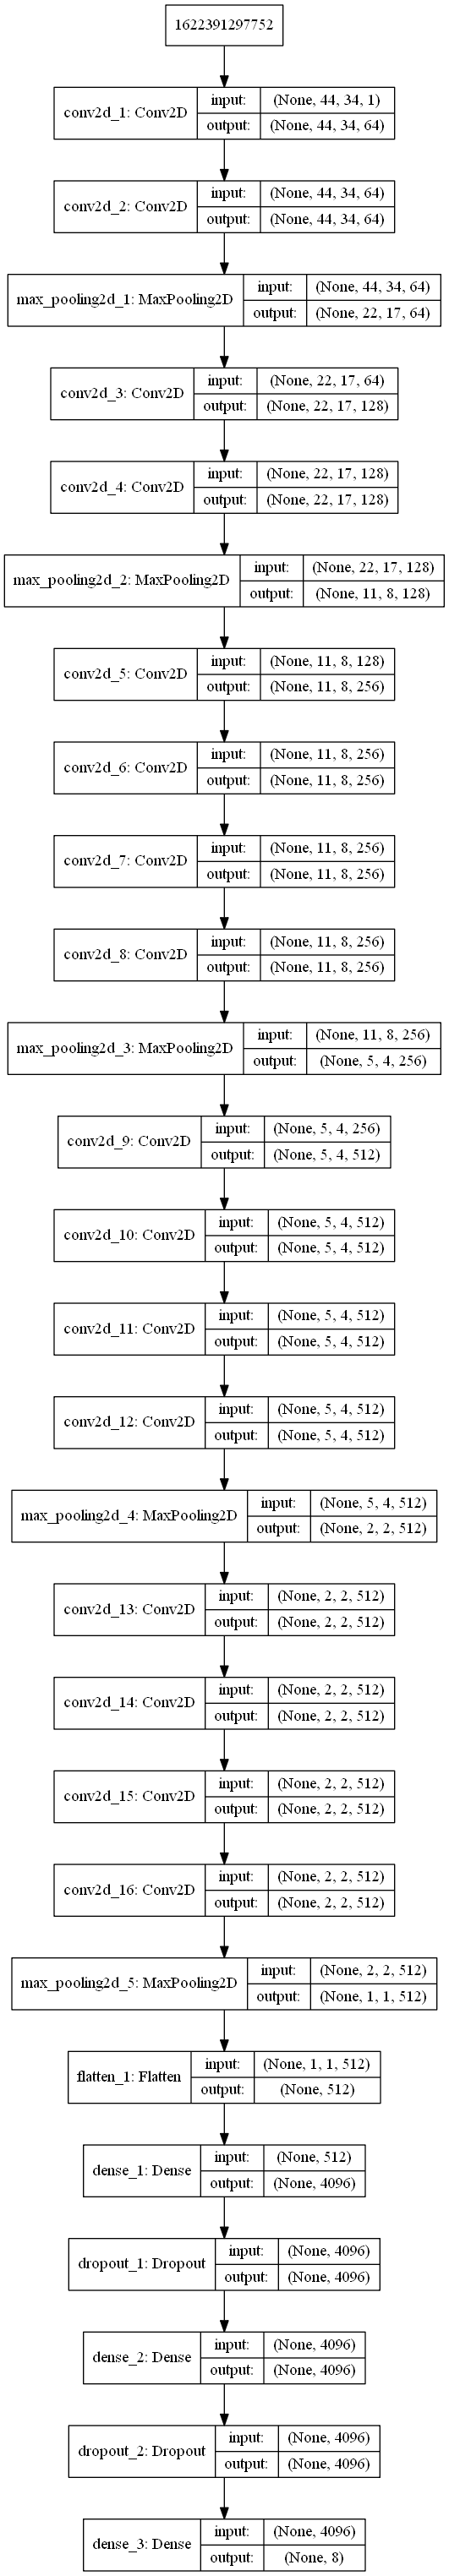 1622391297752
conv2d_1: Conv2D
input: (None, 44, 34, 1)
output: (None, 44, 34, 64)
conv2d_2: Conv2D
input: (None, 44, 34, 64)
output: (None, 44, 34, 64)
max_pooling2d_1: MaxPooling2D
input: (None, 44, 34, 64)
output: (None, 22, 17, 64)
conv2d_3: Conv2D
input: (None, 22, 17, 64)
output: (None, 22, 17, 128)
conv2d_4: Conv2D
input: (None, 22, 17, 128)
output: (None, 22, 17, 128)
max_pooling2d_2: MaxPooling2D
input: (None, 22, 17, 128)
output: (None, 11, 8, 128)
conv2d_5: Conv2D
input: (None, 11, 8, 128)
output: (None, 11, 8, 256)
conv2d_6: Conv2D
input: (None, 11, 8, 256)
output: (None, 11, 8, 256)
conv2d_7: Conv2D
input: (None, 11, 8, 256)
output: (None, 11, 8, 256)
conv2d_8: Conv2D
input: (None, 11, 8, 256)
output: (None, 11, 8, 256)
max_pooling2d_3: MaxPooling2D
input: (None, 11, 8, 256)
output: (None, 5, 4, 256)
conv2d_9: Conv2D
input: (None, 5, 4, 256)
output: (None, 5, 4, 512)
conv2d_10: Conv2D
input: (None, 5, 4, 512)
output: (None, 5, 4, 512)
conv2d_11: Conv2D
input: (None, 5, 4, 512)
output: (None, 5, 4, 512)
conv2d_12: Conv2D
input: (None, 5, 4, 512)
output: (None, 5, 4, 512)
max_pooling2d_4: MaxPooling2D
input: (None, 5, 4, 512)
output: (None, 2, 2, 512)
conv2d_13: Conv2D
input: (None, 2, 2, 512)
output: (None, 2, 2, 512)
conv2d_14: Conv2D
input: (None, 2, 2, 512)
output: (None, 2, 2, 512)
conv2d_15: Conv2D
input: (None, 2, 2, 512)
output: (None, 2, 2, 512)
conv2d_16: Conv2D
input: (None, 2, 2, 512)
output: (None, 2, 2, 512)
max_pooling2d_5: MaxPooling2D
input: (None, 2, 2, 512)
output: (None, 1, 1, 512)
flatten_1: Flatten
input: (None, 1, 1, 512)
output: (None, 512)
dense_1: Dense
input: (None, 512)
output: (None, 4096)
dropout_1: Dropout
input: (None, 4096)
output: (None, 4096)
dense_2: Dense
input: (None, 4096)
output: (None, 4096)
dropout_2: Dropout
input: (None, 4096)
output: (None, 4096)
dense_3: Dense
input: (None, 4096)
output: (None, 8)